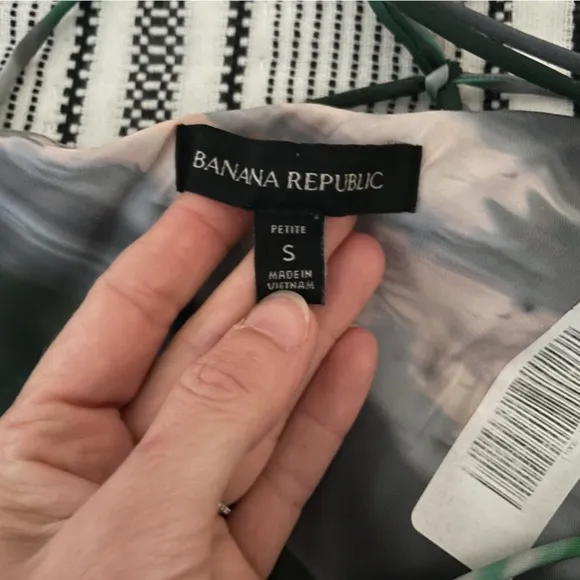 BANANA REPUBLIC
PETITE
S
MADE IN
VIETNAM